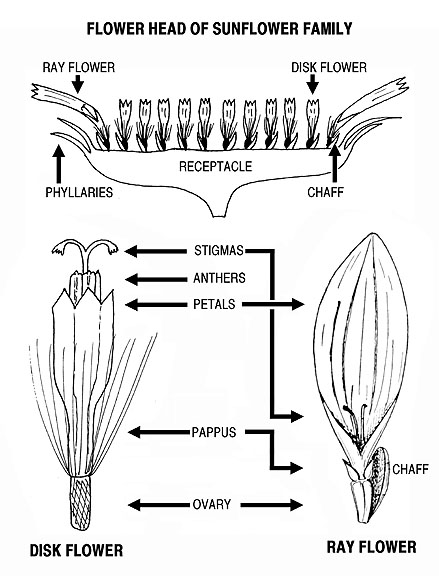 FLOWER HEAD OF SUNFLOWER FAMILY
RAY FLOWER
DISK FLOWER
RECEPTACLE
PHYLLARIES
CHAFF
STIGMAS
ANTHERS
PETALS
PAPPUS
CHAFF
OVARY
DISK FLOWER
RAY FLOWER